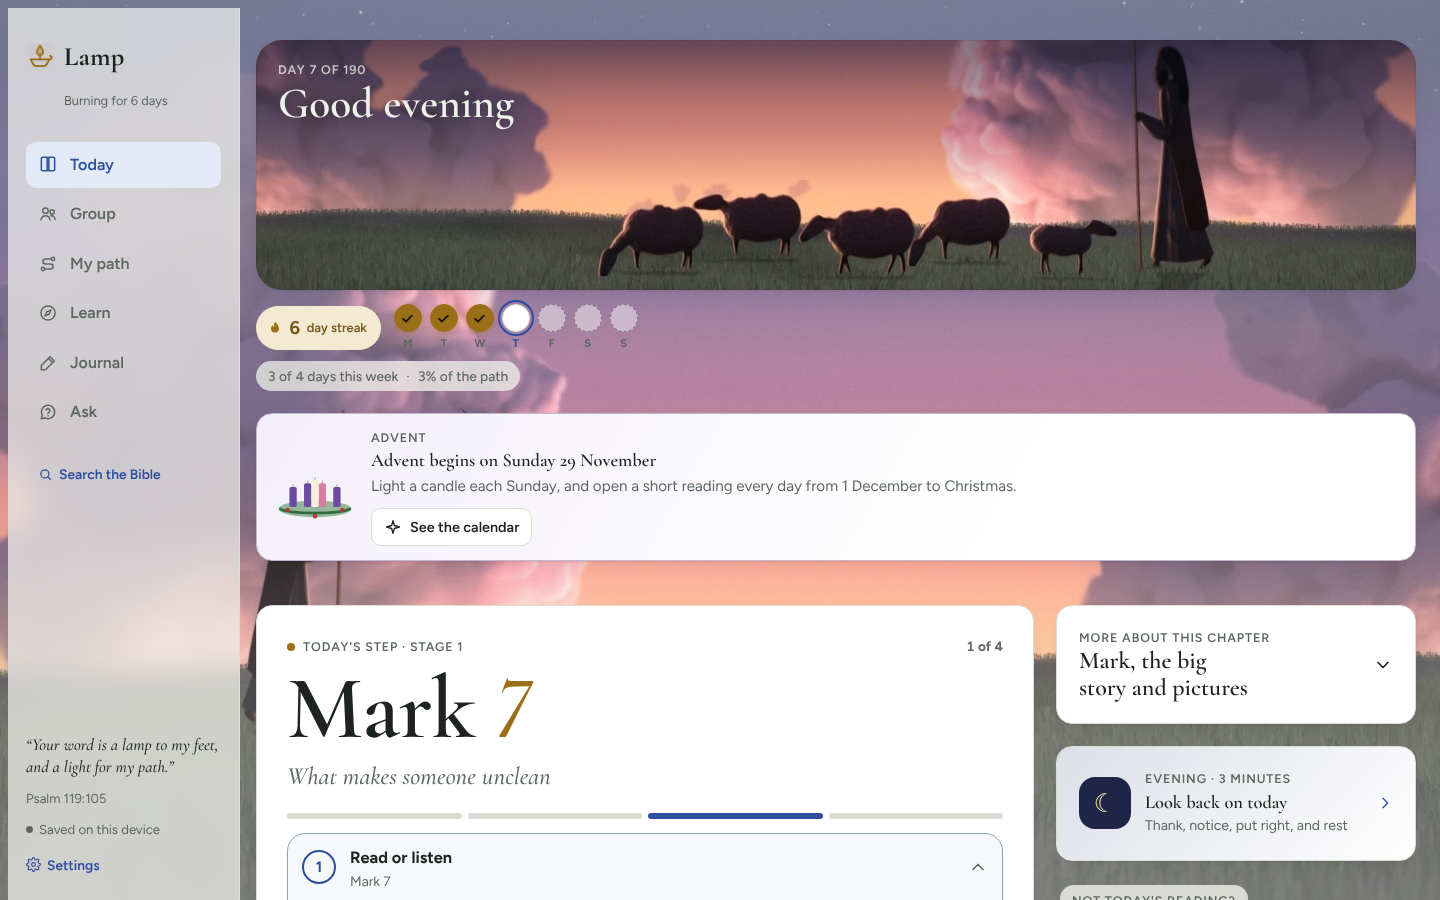 Lamp
Burning for 6 days
Today
Group
My path
Learn
Journal
Ask
Search the Bible
“Your word is a lamp to my feet,
and a light for my path.”
Psalm 119:105
Saved on this device
Settings
DAY 7 OF 190
Good evening
6 day streak
M T W T F S S
3 of 4 days this week · 3% of the path
ADVENT
Advent begins on Sunday 29 November
Light a candle each Sunday, and open a short reading every day from 1 December to Christmas.
See the calendar
TODAY'S STEP · STAGE 1
1 of 4
Mark 7
What makes someone unclean
1 Read or listen
Mark 7
MORE ABOUT THIS CHAPTER
Mark, the big
story and pictures
EVENING · 3 MINUTES
Look back on today
Thank, notice, put right, and rest
NOT TODAY'S READING?